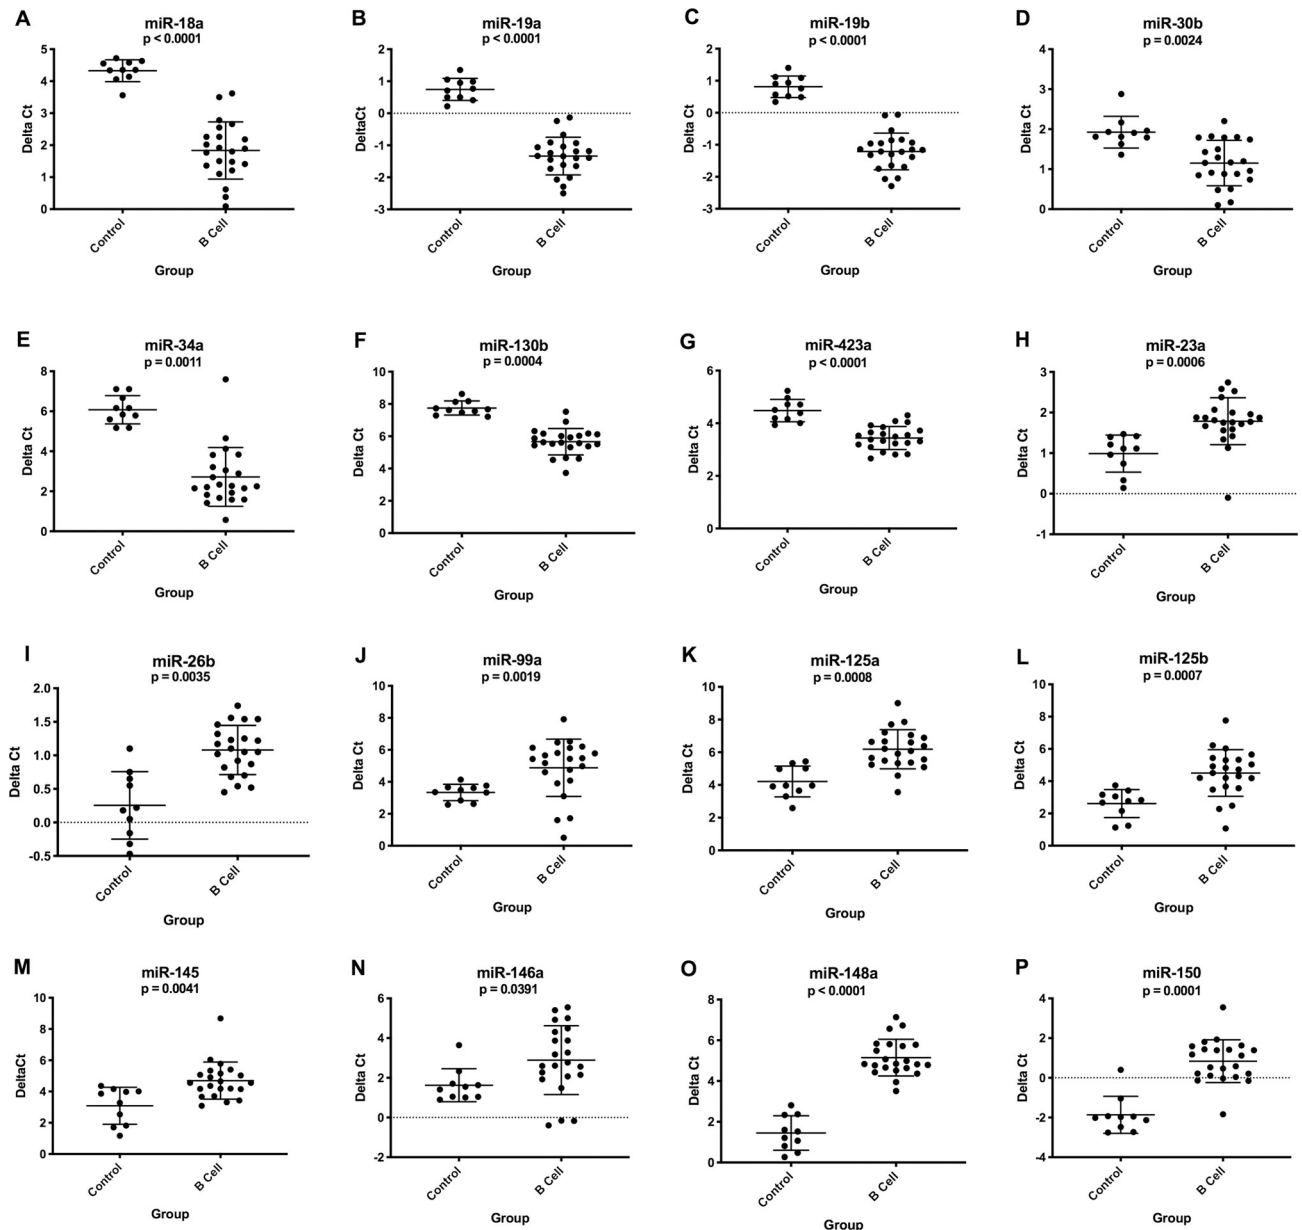 A
miR-18a
p < 0.0001
Delta Ct
5
4
3
2
1
0
Control
B Cell
Group
B
miR-19a
p < 0.0001
DeltaCt
2
1
0
-1
-2
-3
Control
B Cell
Group
C
miR-19b
p < 0.0001
Delta Ct
2
1
0
-1
-2
-3
Control
B Cell
Group
D
miR-30b
p = 0.0024
Delta Ct
4
3
2
1
0
Control
B Cell
Group
E
miR-34a
p = 0.0011
Delta Ct
8
6
4
2
0
Control
B Cell
Group
F
miR-130b
p = 0.0004
Delta Ct
10
8
6
4
2
0
Control
B Cell
Group
G
miR-423a
p < 0.0001
Delta Ct
6
4
2
0
Control
B Cell
Group
H
miR-23a
p = 0.0006
Delta Ct
3
2
1
0
-1
Control
B Cell
Group
I
miR-26b
p = 0.0035
Delta Ct
2.0
1.5
1.0
0.5
0.0
-0.5
Control
B Cell
Group
J
miR-99a
p = 0.0019
Delta Ct
10
8
6
4
2
0
Control
B Cell
Group
K
miR-125a
p = 0.0008
Delta Ct
10
8
6
4
2
0
Control
B Cell
Group
L
miR-125b
p = 0.0007
Delta Ct
10
8
6
4
2
0
Control
B Cell
Group
M
miR-145
p = 0.0041
DeltaCt
10
8
6
4
2
0
Control
B Cell
Group
N
miR-146a
p = 0.0391
Delta Ct
6
4
2
0
-2
Control
B Cell
Group
O
miR-148a
p < 0.0001
Delta Ct
8
6
4
2
0
Control
B Cell
Group
P
miR-150
p = 0.0001
Delta Ct
4
2
0
-2
-4
Control
B Cell
Group